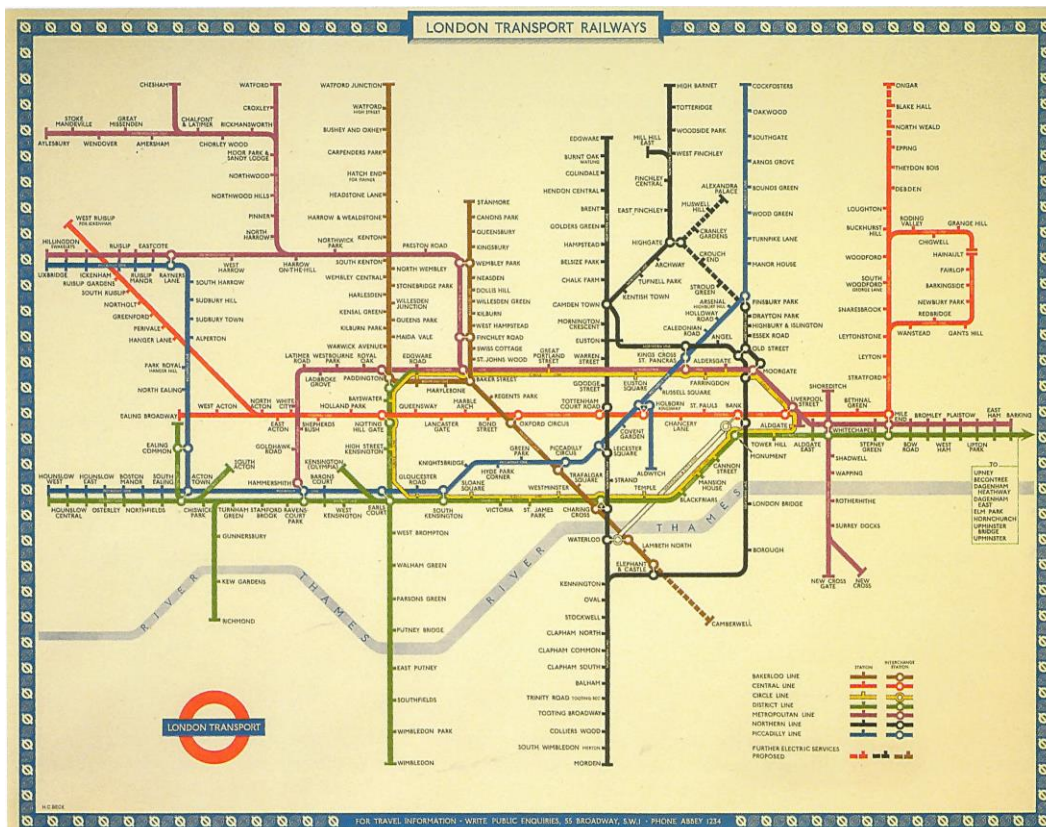 LONDON TRANSPORT RAILWAYS
CHESHAM
WATFORD
CROXLEY
RICKMANSWORTH
CHALFONT
& LATIMER
CHORLEY WOOD
GREAT
MISSENDEN
STOKE
MANDEVILLE
AYLESBURY
WENDOVER
AMERSHAM
MOOR PARK &
SANDY LODGE
NORTHWOOD
NORTHWOOD HILLS
PINNER
NORTH
HARROW
WATFORD JUNCTION
WATFORD
HIGH STREET
BUSHEY AND OXHEY
CARPENDERS PARK
HATCH END
FOR PINNER
HEADSTONE LANE
HARROW & WEALDSTONE
KENTON
SOUTH KENTON
NORTH WEMBLEY
WEMBLEY CENTRAL
STONEBRIDGE PARK
HARLESDEN
WILLESDEN
JUNCTION
KENSAL GREEN
QUEENS PARK
KILBURN PARK
MAIDA VALE
WARWICK AVENUE
STANMORE
CANONS PARK
QUEENSBURY
KINGSBURY
WEMBLEY PARK
NEASDEN
DOLLIS HILL
WILLESDEN GREEN
KILBURN
WEST HAMPSTEAD
FINCHLEY ROAD
SWISS COTTAGE
ST. JOHNS WOOD
BAKER STREET
PRESTON ROAD
NORTHWICK
PARK
HARROW
-ON-THE-HILL
WEST
HARROW
EDGWARE
BURNT OAK
WATLING
COLINDALE
HENDON CENTRAL
BRENT
GOLDERS GREEN
HAMPSTEAD
BELSIZE PARK
CHALK FARM
CAMDEN TOWN
MORNINGTON
CRESCENT
EUSTON
WARREN
STREET
GOODGE
STREET
HIGH BARNET
TOTTERIDGE
WOODSIDE PARK
MILL HILL
EAST
WEST FINCHLEY
FINCHLEY
CENTRAL
EAST FINCHLEY
HIGHGATE
ALEXANDRA
PALACE
MUSWELL
HILL
CRANLEY
GARDENS
CROUCH
END
STROUD
GREEN
ARCHWAY
TUFNELL PARK
KENTISH TOWN
COCKFOSTERS
OAKWOOD
SOUTHGATE
ARNOS GROVE
BOUNDS GREEN
WOOD GREEN
TURNPIKE LANE
MANOR HOUSE
FINSBURY PARK
DRAYTON PARK
HIGHBURY & ISLINGTON
ESSEX ROAD
OLD STREET
MOORGATE
ARSENAL
HIGHBURY HILL
HOLLOWAY
ROAD
CALEDONIAN
ROAD
ANGEL
KINGS CROSS
ST. PANCRAS
ONGAR
BLAKE HALL
NORTH WEALD
EPPING
THEYDON BOIS
DEBDEN
LOUGHTON
BUCKHURST
HILL
WOODFORD
SOUTH
WOODFORD
GEORGE LANE
SNARESBROOK
LEYTONSTONE
LEYTON
STRATFORD
RODING
VALLEY
GRANGE HILL
CHIGWELL
HAINAULT
FAIRLOP
BARKINGSIDE
NEWBURY PARK
REDBRIDGE
WANSTEAD
GANTS HILL
WEST RUISLIP
FOR ICKENHAM
HILLINGDON
SWAKELEYS
RUISLIP
EASTCOTE
UXBRIDGE
ICKENHAM
RUISLIP
MANOR
RAYNERS
LANE
RUISLIP GARDENS
SOUTH RUISLIP
NORTHOLT
GREENFORD
PERIVALE
HANGER LANE
SOUTH HARROW
SUDBURY HILL
SUDBURY TOWN
ALPERTON
PARK ROYAL
HANGER HILL
NORTH EALING
EALING BROADWAY
WEST ACTON
NORTH
ACTON
EAST
ACTON
WHITE
CITY
SHEPHERDS
BUSH
HOLLAND PARK
NOTTING
HILL GATE
QUEENSWAY
LANCASTER
GATE
MARBLE
ARCH
BOND
STREET
OXFORD CIRCUS
TOTTENHAM
COURT ROAD
HOLBORN
KINGSWAY
CHANCERY
LANE
ST. PAULS
BANK
LIVERPOOL
STREET
BETHNAL
GREEN
MILE
END
LATIMER
ROAD
WESTBOURNE
PARK
ROYAL
OAK
LADBROKE
GROVE
PADDINGTON
EDGWARE
ROAD
MARYLEBONE
REGENTS PARK
GREAT
PORTLAND
STREET
EUSTON
SQUARE
RUSSELL SQUARE
ALDERSGATE
FARRINGDON
BAYSWATER
HIGH STREET
KENSINGTON
GLOUCESTER
ROAD
GOLDHAWK
ROAD
HAMMERSMITH
EALING
COMMON
SOUTH
ACTON
KENSINGTON
(OLYMPIA)
HOUNSLOW
WEST
HOUNSLOW
EAST
BOSTON
MANOR
SOUTH
EALING
ACTON
TOWN
HOUNSLOW
CENTRAL
OSTERLEY
NORTHFIELDS
CHISWICK
PARK
TURNHAM
GREEN
STAMFORD
BROOK
RAVENS
COURT
PARK
BARONS
COURT
WEST
KENSINGTON
EARLS
COURT
SOUTH
KENSINGTON
KNIGHTSBRIDGE
HYDE PARK
CORNER
GREEN
PARK
PICCADILLY
CIRCUS
COVENT
GARDEN
LEICESTER
SQUARE
ALDWYCH
SLOANE
SQUARE
VICTORIA
ST. JAMES
PARK
WESTMINSTER
TRAFALGAR
SQUARE
STRAND
CHARING
CROSS
TEMPLE
BLACKFRIARS
MANSION
HOUSE
CANNON
STREET
MONUMENT
TOWER HILL
ALDGATE
ALDGATE
EAST
SHOREDITCH
WHITECHAPEL
STEPNEY
GREEN
BOW
ROAD
BROMLEY
WEST
HAM
PLAISTOW
UPTON
PARK
EAST
HAM
BARKING
TO
UPNEY
BECONTREE
DAGENHAM
HEATHWAY
DAGENHAM
EAST
ELM PARK
HORNCHURCH
UPMINSTER
BRIDGE
UPMINSTER
SHADWELL
WAPPING
ROTHERHITHE
SURREY DOCKS
NEW CROSS
GATE
NEW
CROSS
GUNNERSBURY
KEW GARDENS
RICHMOND
WEST BROMPTON
WALHAM GREEN
PARSONS GREEN
PUTNEY BRIDGE
EAST PUTNEY
SOUTHFIELDS
WIMBLEDON PARK
WIMBLEDON
WATERLOO
LAMBETH NORTH
ELEPHANT
& CASTLE
CAMBERWELL
LONDON BRIDGE
BOROUGH
KENNINGTON
OVAL
STOCKWELL
CLAPHAM NORTH
CLAPHAM COMMON
CLAPHAM SOUTH
BALHAM
TRINITY ROAD TOOTING BEC
TOOTING BROADWAY
COLLIERS WOOD
SOUTH WIMBLEDON MERTON
MORDEN
RIVER THAMES RIVER THAMES
LONDON TRANSPORT
STATION
INTERCHANGE
STATION
BAKERLOO LINE
CENTRAL LINE
CIRCLE LINE
DISTRICT LINE
METROPOLITAN LINE
NORTHERN LINE
PICCADILLY LINE
FURTHER ELECTRIC SERVICES
PROPOSED
H.C. BECK
FOR TRAVEL INFORMATION - WRITE PUBLIC ENQUIRIES, 55 BROADWAY, S.W.1 - PHONE ABBEY 1234